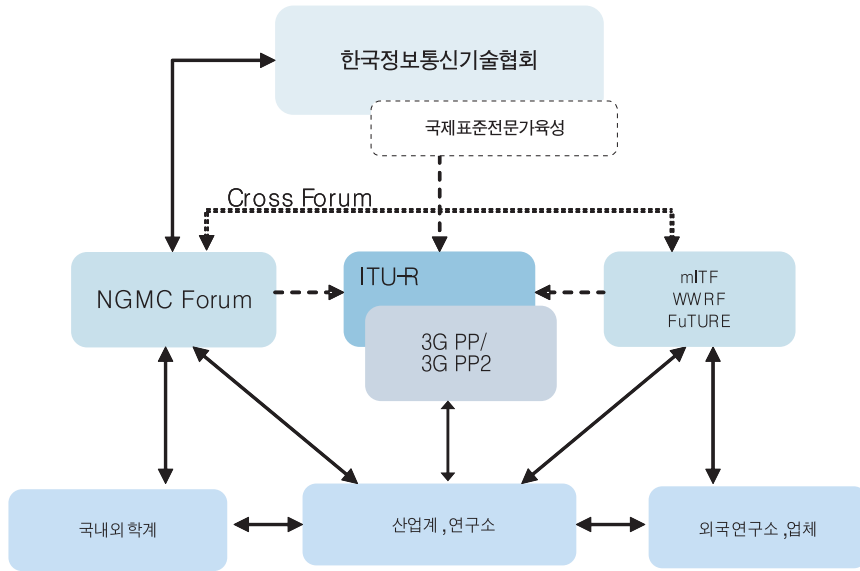 한국정보통신기술협회
국제표준전문가육성
Cross Forum
NGMC Forum
ITU-R
mITF
WWRF
FuTURE
3G PP/
3G PP2
국내외학계
산업계,연구소
외국연구소,업체